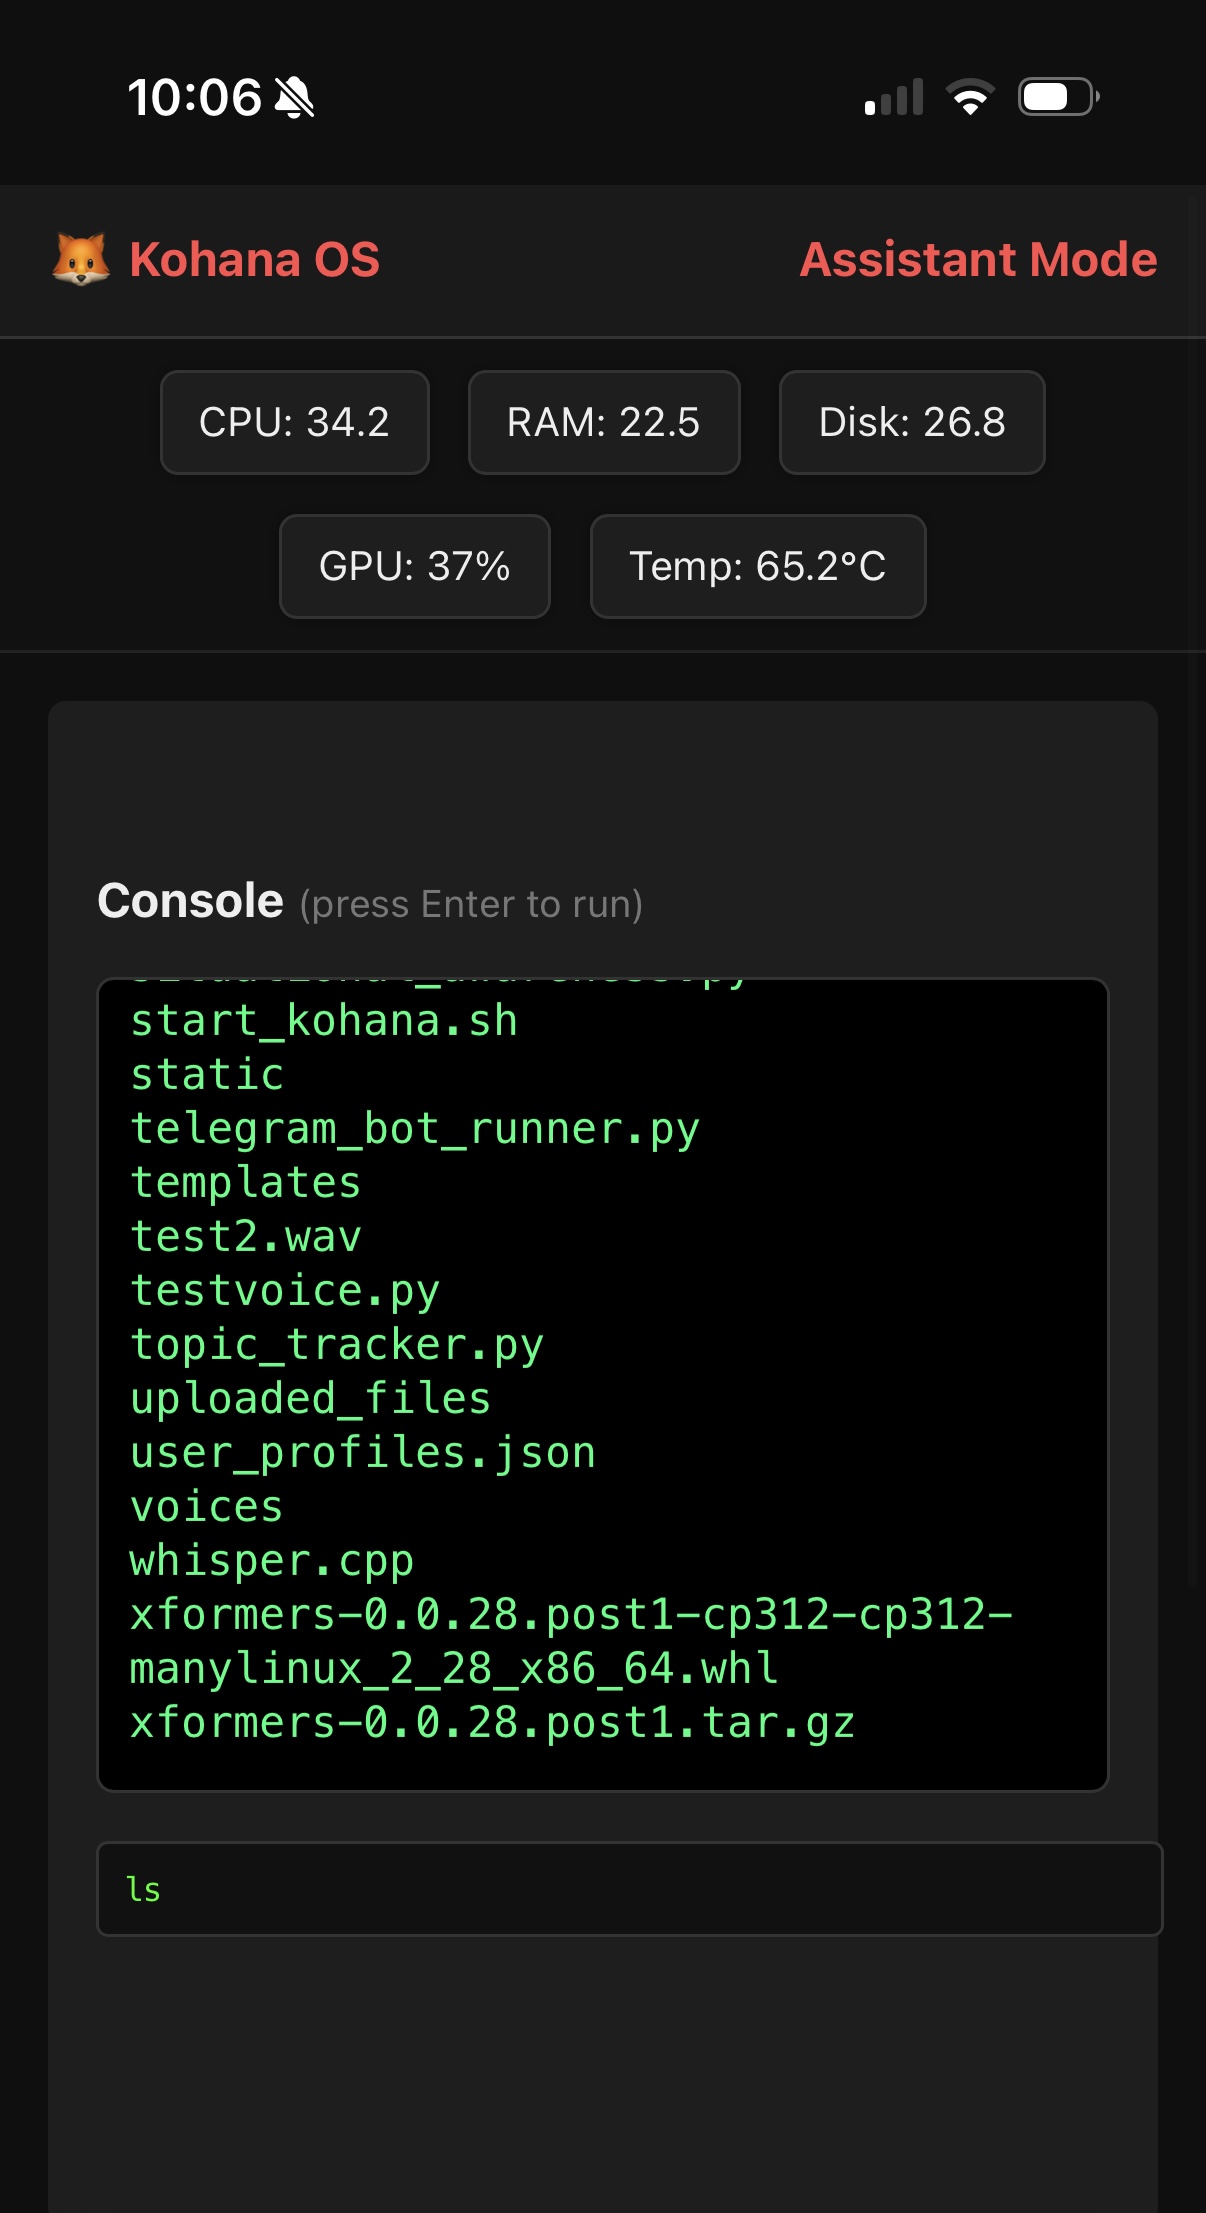 10:06
Kohana OS
Assistant Mode
CPU: 34.2
RAM: 22.5
Disk: 26.8
GPU: 37%
Temp: 65.2°C
Console (press Enter to run)
situational_awareness.py
start_kohana.sh
static
telegram_bot_runner.py
templates
test2.wav
testvoice.py
topic_tracker.py
uploaded_files
user_profiles.json
voices
whisper.cpp
xformers-0.0.28.post1-cp312-cp312-
manylinux_2_28_x86_64.whl
xformers-0.0.28.post1.tar.gz
ls